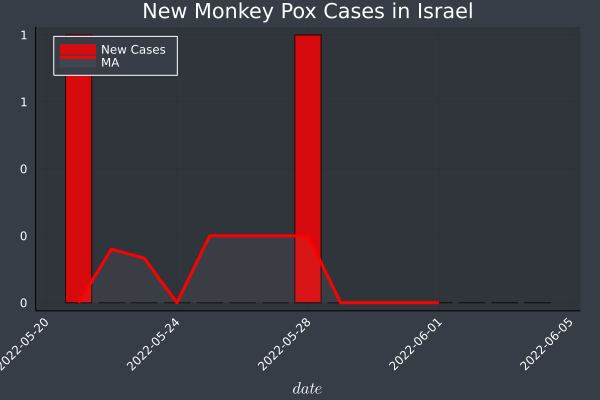 New Monkey Pox Cases in Israel
New Cases
MA
1
1
0
0
0
2022-05-20
2022-05-24
2022-05-28
2022-06-01
2022-06-05
date